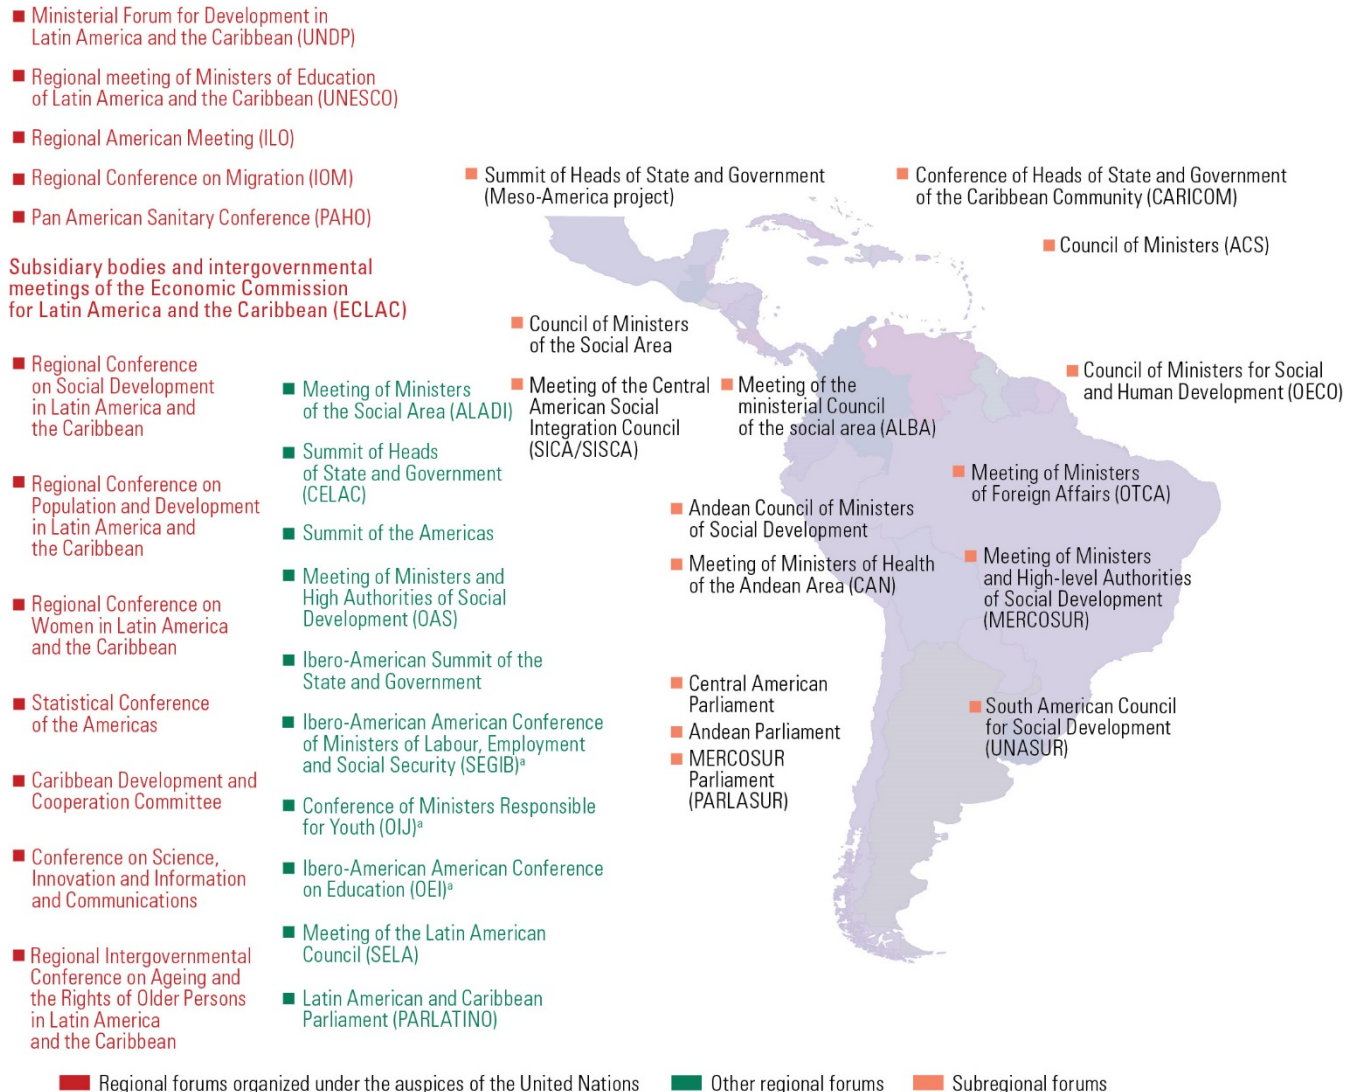 Ministerial Forum for Development in
Latin America and the Caribbean (UNDP)
Regional meeting of Ministers of Education
of Latin America and the Caribbean (UNESCO)
Regional American Meeting (ILO)
Regional Conference on Migration (IOM)
Pan American Sanitary Conference (PAHO)
Subsidiary bodies and intergovernmental
meetings of the Economic Commission
for Latin America and the Caribbean (ECLAC)
Regional Conference
on Social Development
in Latin America and
the Caribbean
Regional Conference on
Population and Development
in Latin America and
the Caribbean
Regional Conference on
Women in Latin America
and the Caribbean
Statistical Conference
of the Americas
Caribbean Development and
Cooperation Committee
Conference on Science,
Innovation and Information
and Communications
Regional Intergovernmental
Conference on Ageing and
the Rights of Older Persons
in Latin America
and the Caribbean
Meeting of Ministers
of the Social Area (ALADI)
Summit of Heads
of State and Government
(CELAC)
Summit of the Americas
Meeting of Ministers and
High Authorities of Social
Development (OAS)
Ibero-American Summit of the
State and Government
Ibero-American American Conference
of Ministers of Labour, Employment
and Social Security (SEGIB)ª
Conference of Ministers Responsible
for Youth (OIJ)ª
Ibero-American American Conference
on Education (OEI)ª
Meeting of the Latin American
Council (SELA)
Latin American and Caribbean
Parliament (PARLATINO)
Summit of Heads of State and Government
(Meso-America project)
Conference of Heads of State and Government
of the Caribbean Community (CARICOM)
Council of Ministers (ACS)
Council of Ministers
of the Social Area
Meeting of the Central
American Social
Integration Council
(SICA/SISCA)
Meeting of the
ministerial Council
of the social area (ALBA)
Council of Ministers for Social
and Human Development (OECO)
Meeting of Ministers
of Foreign Affairs (OTCA)
Andean Council of Ministers
of Social Development
Meeting of Ministers of Health
of the Andean Area (CAN)
Meeting of Ministers
and High-level Authorities
of Social Development
(MERCOSUR)
Central American
Parliament
Andean Parliament
MERCOSUR
Parliament
(PARLASUR)
South American Council
for Social Development
(UNASUR)
Regional forums organized under the auspices of the United Nations
Other regional forums
Subregional forums